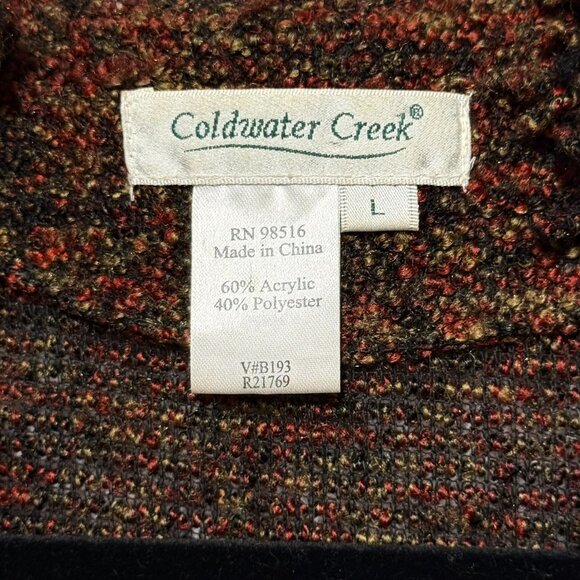 Coldwater Creek®
L
RN 98516
Made in China
60% Acrylic
40% Polyester
V#B193
R21769